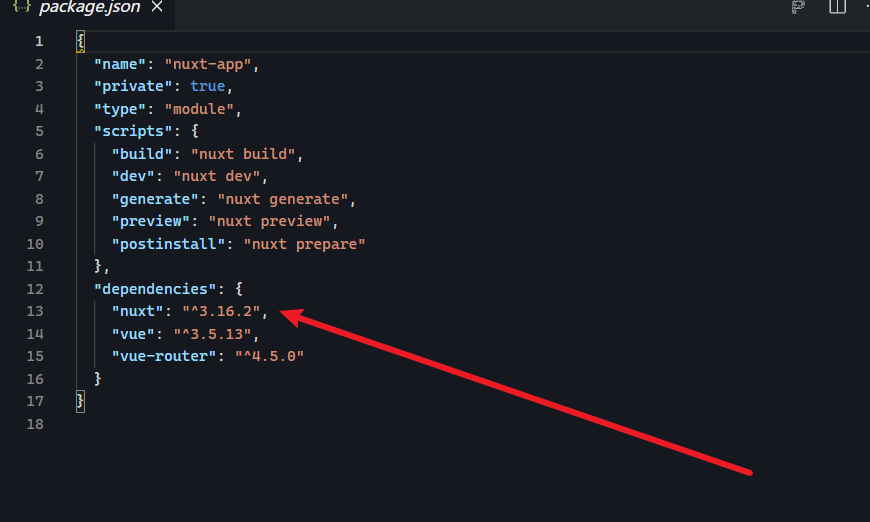 {..} package.json ×
1 {
2 "name": "nuxt-app",
3 "private": true,
4 "type": "module",
5 "scripts": {
6 "build": "nuxt build",
7 "dev": "nuxt dev",
8 "generate": "nuxt generate",
9 "preview": "nuxt preview",
10 "postinstall": "nuxt prepare"
11 },
12 "dependencies": {
13 "nuxt": "^3.16.2",
14 "vue": "^3.5.13",
15 "vue-router": "^4.5.0"
16 }
17 }
18